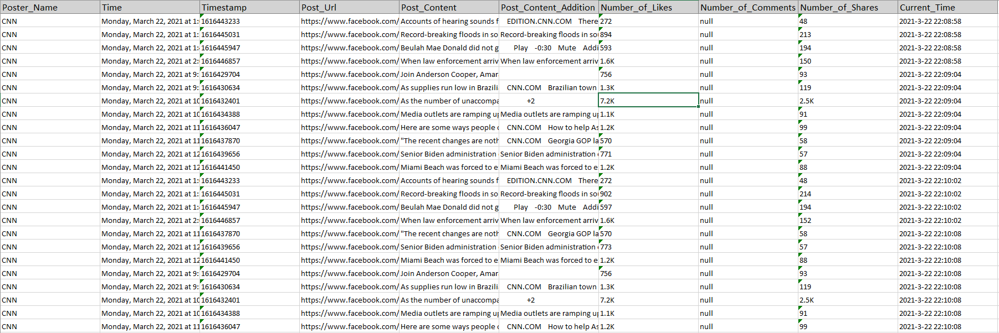 Poster_Name Time Timestamp Post_Url Post_Content Post_Content_Addition Number_of_Likes Number_of_Comments Number_of_Shares Current_Time
CNN Monday, March 22, 2021 at 1: 1616443233 https://www.facebook.com/ Accounts of hearing sounds f EDITION.CNN.COM There 272 null 48 2021-3-22 22:08:58
CNN Monday, March 22, 2021 at 1: 1616445031 https://www.facebook.com/ Record-breaking floods in so Record-breaking floods in so 894 null 213 2021-3-22 22:08:58
CNN Monday, March 22, 2021 at 1: 1616445947 https://www.facebook.com/ Beulah Mae Donald did not g Play -0:30 Mute Addi 593 null 194 2021-3-22 22:08:58
CNN Monday, March 22, 2021 at 2: 1616446857 https://www.facebook.com/ When law enforcement arriv When law enforcement arriv 1.6K null 150 2021-3-22 22:08:58
CNN Monday, March 22, 2021 at 9: 1616429704 https://www.facebook.com/ Join Anderson Cooper, Amar 756 null 93 2021-3-22 22:09:04
CNN Monday, March 22, 2021 at 9: 1616430634 https://www.facebook.com/ As supplies run low in Brazili CNN.COM Brazilian town 1.3K null 119 2021-3-22 22:09:04
CNN Monday, March 22, 2021 at 10 1616432401 https://www.facebook.com/ As the number of unaccompa +2 7.2K null 2.5K 2021-3-22 22:09:04
CNN Monday, March 22, 2021 at 10 1616434388 https://www.facebook.com/ Media outlets are ramping up Media outlets are ramping up 1.1K null 91 2021-3-22 22:09:04
CNN Monday, March 22, 2021 at 11 1616436047 https://www.facebook.com/ Here are some ways people c CNN.COM How to help As 1.2K null 99 2021-3-22 22:09:04
CNN Monday, March 22, 2021 at 11 1616437870 https://www.facebook.com/ "The recent changes are noth CNN.COM Georgia GOP la 570 null 58 2021-3-22 22:09:04
CNN Monday, March 22, 2021 at 12 1616439656 https://www.facebook.com/ Senior Biden administration Senior Biden administration 771 null 57 2021-3-22 22:09:04
CNN Monday, March 22, 2021 at 12 1616441450 https://www.facebook.com/ Miami Beach was forced to e Miami Beach was forced to e 1.2K null 88 2021-3-22 22:09:04
CNN Monday, March 22, 2021 at 1: 1616443233 https://www.facebook.com/ Accounts of hearing sounds f EDITION.CNN.COM There 272 null 48 2021-3-22 22:10:02
CNN Monday, March 22, 2021 at 1: 1616445031 https://www.facebook.com/ Record-breaking floods in so Record-breaking floods in so 902 null 214 2021-3-22 22:10:02
CNN Monday, March 22, 2021 at 1: 1616445947 https://www.facebook.com/ Beulah Mae Donald did not g Play -0:30 Mute Addi 597 null 194 2021-3-22 22:10:02
CNN Monday, March 22, 2021 at 2: 1616446857 https://www.facebook.com/ When law enforcement arriv When law enforcement arriv 1.6K null 152 2021-3-22 22:10:02
CNN Monday, March 22, 2021 at 11 1616437870 https://www.facebook.com/ "The recent changes are noth CNN.COM Georgia GOP la 570 null 58 2021-3-22 22:10:08
CNN Monday, March 22, 2021 at 12 1616439656 https://www.facebook.com/ Senior Biden administration Senior Biden administration 773 null 57 2021-3-22 22:10:08
CNN Monday, March 22, 2021 at 12 1616441450 https://www.facebook.com/ Miami Beach was forced to e Miami Beach was forced to e 1.2K null 88 2021-3-22 22:10:08
CNN Monday, March 22, 2021 at 9: 1616429704 https://www.facebook.com/ Join Anderson Cooper, Amar 756 null 93 2021-3-22 22:10:08
CNN Monday, March 22, 2021 at 9: 1616430634 https://www.facebook.com/ As supplies run low in Brazili CNN.COM Brazilian town 1.3K null 119 2021-3-22 22:10:08
CNN Monday, March 22, 2021 at 10 1616432401 https://www.facebook.com/ As the number of unaccompa +2 7.2K null 2.5K 2021-3-22 22:10:08
CNN Monday, March 22, 2021 at 10 1616434388 https://www.facebook.com/ Media outlets are ramping up Media outlets are ramping up 1.1K null 91 2021-3-22 22:10:08
CNN Monday, March 22, 2021 at 11 1616436047 https://www.facebook.com/ Here are some ways people c CNN.COM How to help As 1.2K null 99 2021-3-22 22:10:08